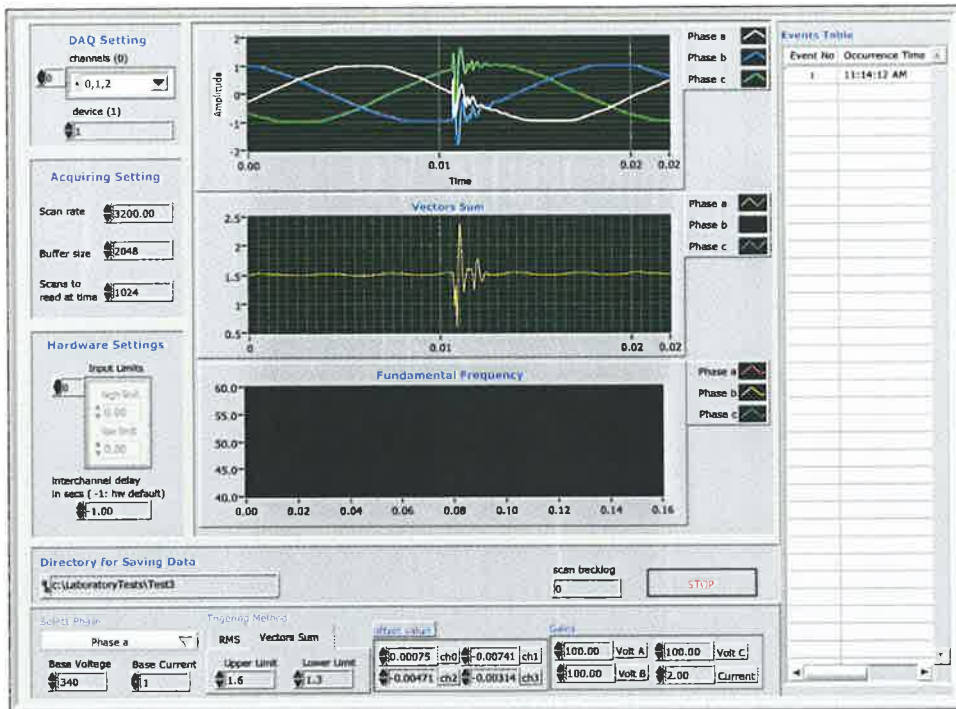 DAQ Setting
channels (0)
0
0,1,2
device (1)
1
Acquiring Setting
Scan rate
3200.00
Buffer size
2048
Scans to
read at time
1024
Hardware Settings
Input Limits
0
high limit
0.00
low limit
0.00
Interchannel delay
in secs ( -1: hw default)
-1.00
Amplitude
2
1
0
-1
-2
0.00
0.01
0.02
0.02
Time
Phase a
Phase b
Phase c
Vectors Sum
2.5
2
1.5
1
0.5
0
0.01
0.02
0.02
Phase a
Phase b
Phase c
Fundamental Frequency
60.0
55.0
50.0
45.0
40.0
0.00
0.02
0.04
0.06
0.08
0.10
0.12
0.14
0.16
Phase a
Phase b
Phase c
Events Table
Event No
Occurrence Time
1
11:14:12 AM
Directory for Saving Data
c:\LaboratoryTests\Test3
scan backlog
0
STOP
Select Phase
Phase a
Base Voltage
340
Base Current
1
Trigering Method
RMS
Vectors Sum
Upper Limit
1.6
Lower Limit
1.3
offset value
0.00075 ch0
-0.00741 ch1
-0.00471 ch2
-0.00314 ch3
Gains
100.00 Volt A
100.00 Volt C
100.00 Volt B
2.00 Current